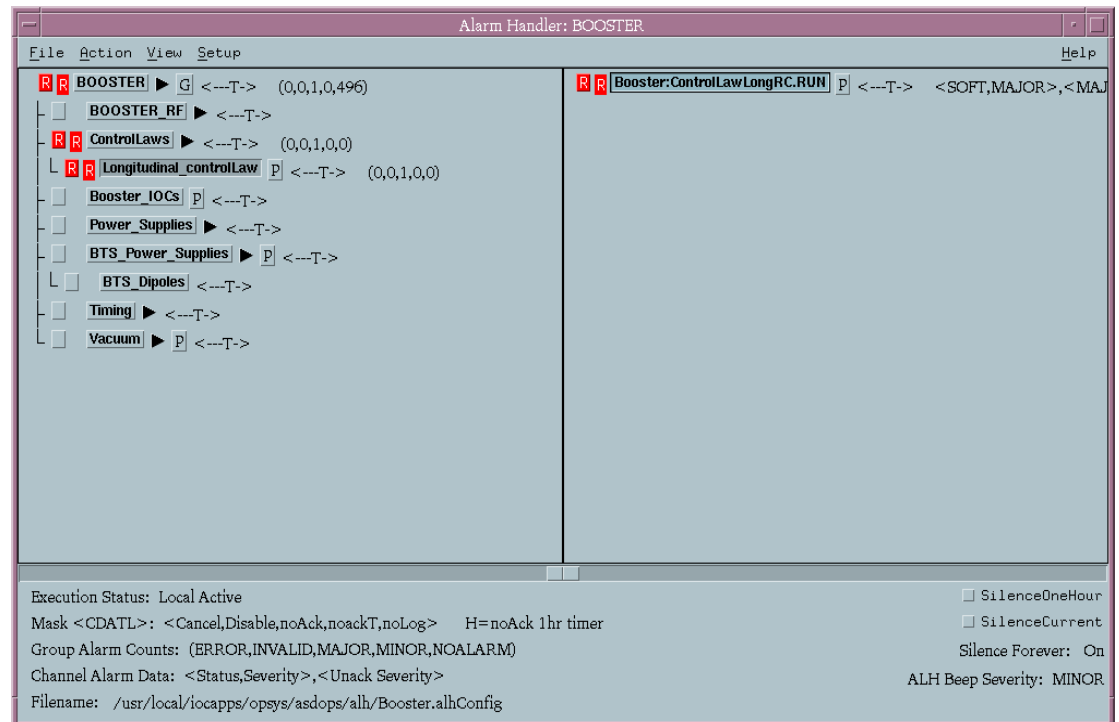 Alarm Handler: BOOSTER
File Action View Setup Help
R R BOOSTER G <---T-> (0,0,1,0,496)
BOOSTER_RF <---T->
R R ControlLaws <---T-> (0,0,1,0,0)
R R Longitudinal_controlLaw P <---T-> (0,0,1,0,0)
Booster_IOCs P <---T->
Power_Supplies <---T->
BTS_Power_Supplies P <---T->
BTS_Dipoles <---T->
Timing <---T->
Vacuum P <---T->
R R Booster:ControlLawLongRC.RUN P <---T-> <SOFT,MAJOR>,<MAJ
Execution Status: Local Active
Mask <CDATL>: <Cancel,Disable,noAck,noackT,noLog> H=noAck 1hr timer
Group Alarm Counts: (ERROR,INVALID,MAJOR,MINOR,NOALARM)
Channel Alarm Data: <Status,Severity>,<Unack Severity>
Filename: /usr/local/iocapps/opsys/asdops/alh/Booster.alhConfig
SilenceOneHour
SilenceCurrent
Silence Forever: On
ALH Beep Severity: MINOR